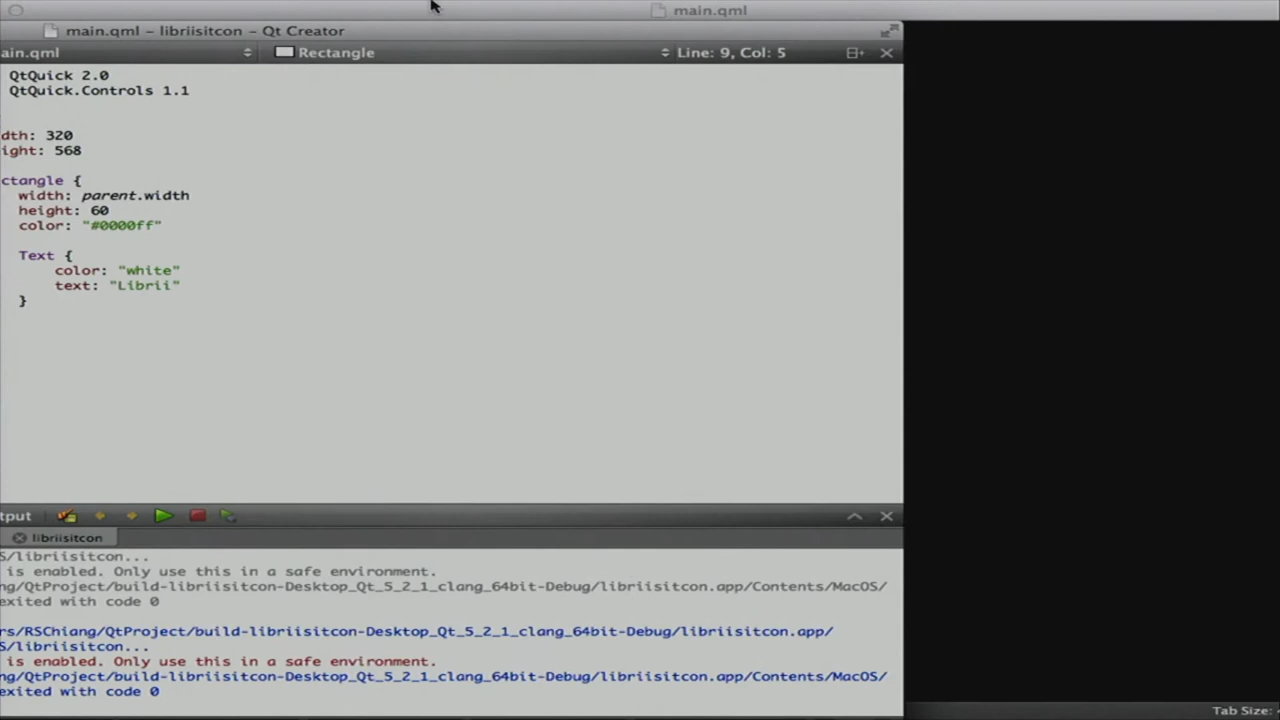 main.qml
main.qml – libriisitcon – Qt Creator
ain.qml
Rectangle
Line: 9, Col: 5
QtQuick 2.0
QtQuick.Controls 1.1
dth: 320
ight: 568
ctangle {
width: parent.width
height: 60
color: "#0000ff"
Text {
color: "white"
text: "Librii"
}
tput
libriisitcon
S/libriisitcon...
is enabled. Only use this in a safe environment.
ng/QtProject/build-libriisitcon-Desktop_Qt_5_2_1_clang_64bit-Debug/libriisitcon.app/Contents/MacOS/
exited with code 0
rs/RSChiang/QtProject/build-libriisitcon-Desktop_Qt_5_2_1_clang_64bit-Debug/libriisitcon.app/
S/libriisitcon...
is enabled. Only use this in a safe environment.
ng/QtProject/build-libriisitcon-Desktop_Qt_5_2_1_clang_64bit-Debug/libriisitcon.app/Contents/MacOS/
exited with code 0
Tab Size: